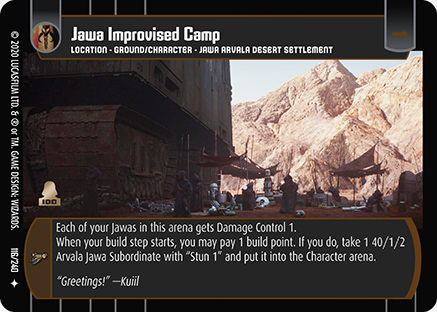 Jawa Improvised Camp
LOCATION - GROUND/CHARACTER - JAWA ARVALA DESERT SETTLEMENT
© 2020 LUCASFILM LTD. & ® or TM. GAME DESIGN: WIZARDS.
IDC
Each of your Jawas in this arena gets Damage Control 1.
When your build step starts, you may pay 1 build point. If you do, take 1 40/1/2
Arvala Jawa Subordinate with “Stun 1” and put it into the Character arena.
“Greetings!” —Kuiil
116/240